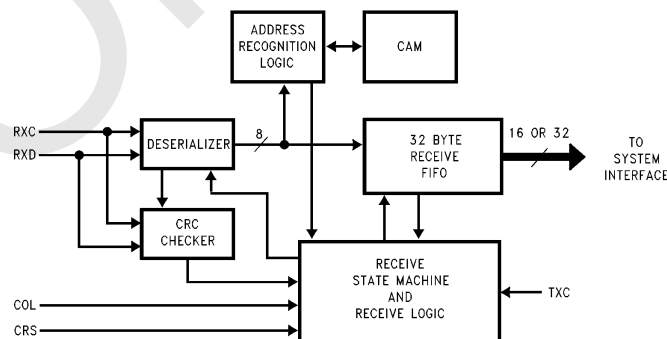 ADDRESS
RECOGNITION
LOGIC
CAM
RXC
RXD
DESERIALIZER
8
32 BYTE
RECEIVE
FIFO
16 OR 32
TO
SYSTEM
INTERFACE
CRC
CHECKER
RECEIVE
STATE MACHINE
AND
RECEIVE LOGIC
TXC
COL
CRS